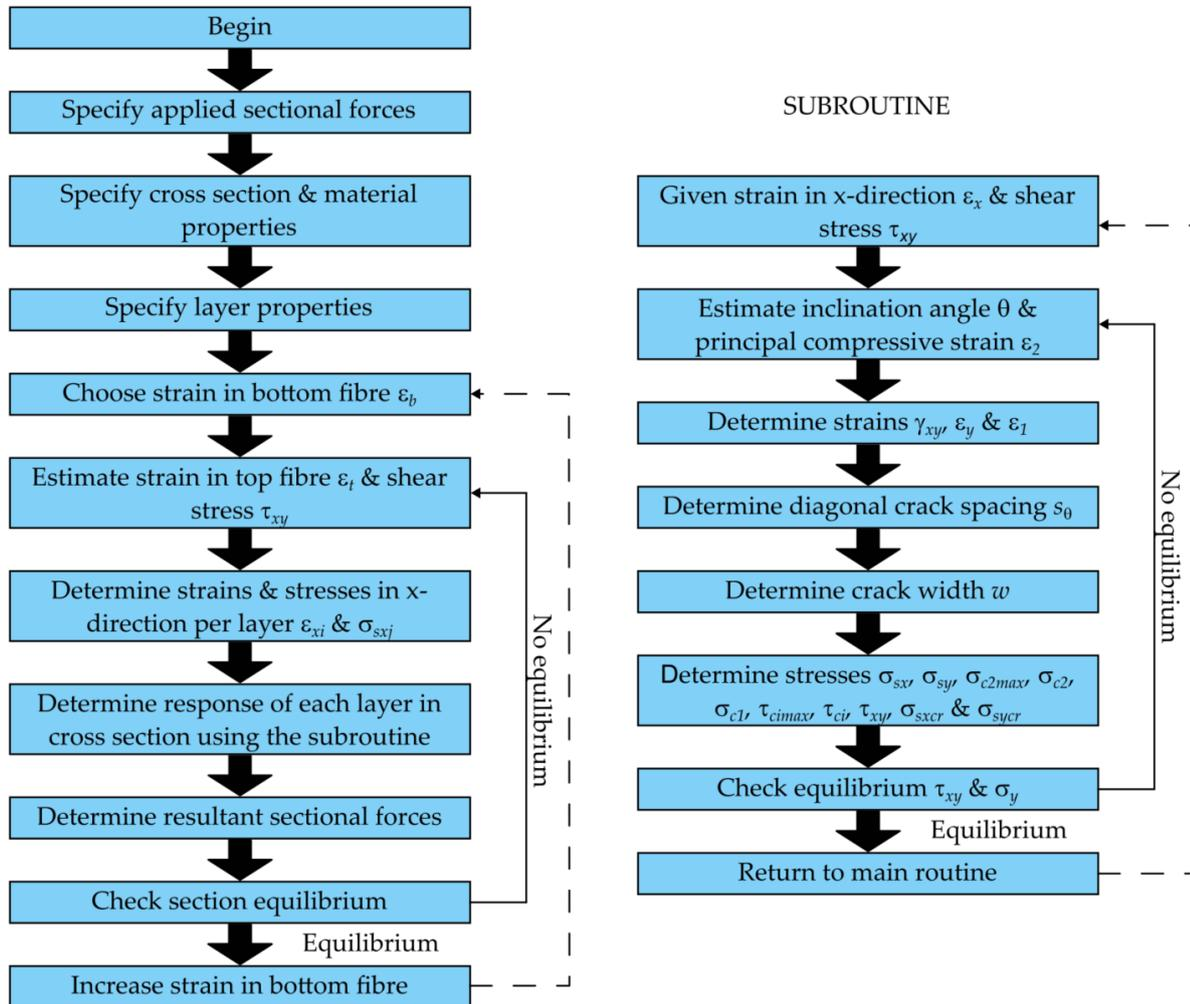 Begin
Specify applied sectional forces
Specify cross section & material
properties
Specify layer properties
Choose strain in bottom fibre εb
Estimate strain in top fibre εt & shear
stress τxy
Determine strains & stresses in x-
direction per layer εxi & σsxj
Determine response of each layer in
cross section using the subroutine
Determine resultant sectional forces
Check section equilibrium
Equilibrium
Increase strain in bottom fibre
No equilibrium
SUBROUTINE
Given strain in x-direction εx & shear
stress τxy
Estimate inclination angle θ &
principal compressive strain ε2
Determine strains γxy, εy & ε1
Determine diagonal crack spacing sθ
Determine crack width w
Determine stresses σsx, σsy, σc2max, σc2,
σc1, τcimax, τci, τxy, σsxcr & σsycr
Check equilibrium τxy & σy
Equilibrium
Return to main routine
No equilibrium